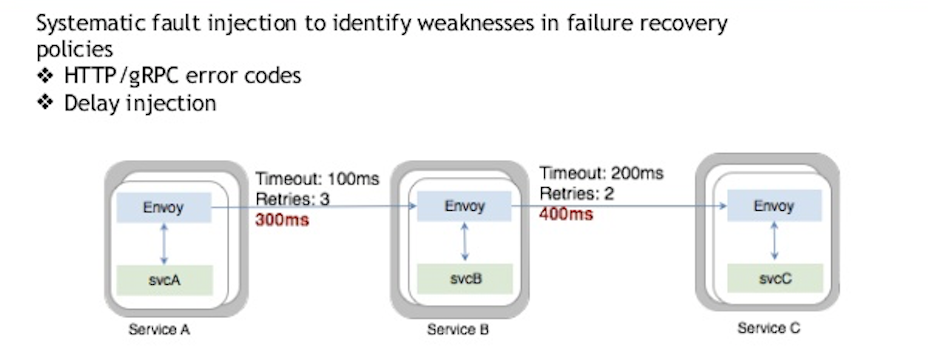 Systematic fault injection to identify weaknesses in failure recovery
policies
❖ HTTP/gRPC error codes
❖ Delay injection
Timeout: 100ms
Retries: 3
300ms
Timeout: 200ms
Retries: 2
400ms
Envoy
Envoy
Envoy
svcA
svcB
svcC
Service A
Service B
Service C